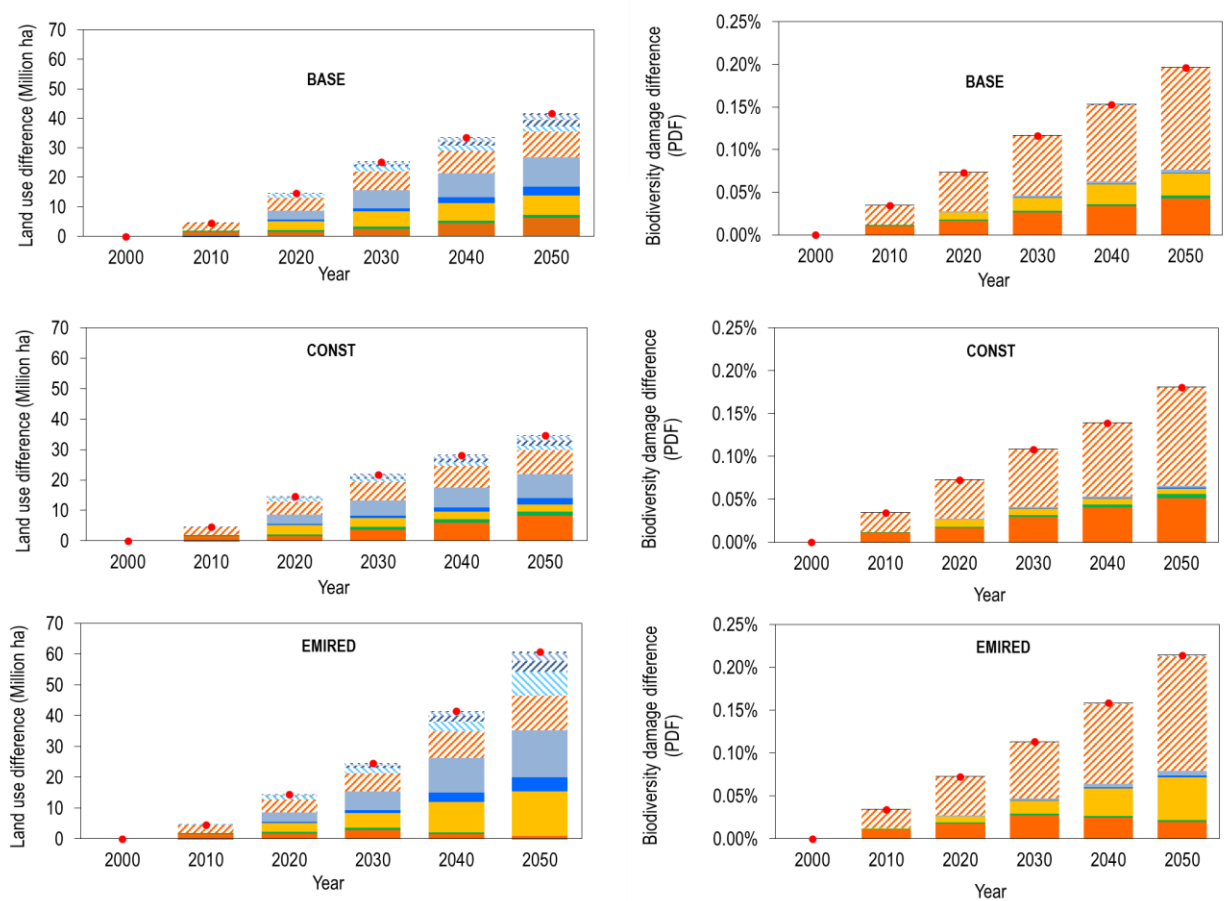 Land use difference (Million ha)
70
60
50
40
30
20
10
0
BASE
2000 2010 2020 2030 2040 2050
Year
Biodiversity damage difference
(PDF)
0.25%
0.20%
0.15%
0.10%
0.05%
0.00%
BASE
2000 2010 2020 2030 2040 2050
Year
Land use difference (Million ha)
70
60
50
40
30
20
10
0
CONST
2000 2010 2020 2030 2040 2050
Year
Biodiversity damage difference
(PDF)
0.25%
0.20%
0.15%
0.10%
0.05%
0.00%
CONST
2000 2010 2020 2030 2040 2050
Year
Land use difference (Million ha)
70
60
50
40
30
20
10
0
EMIRED
2000 2010 2020 2030 2040 2050
Year
Biodiversity damage difference
(PDF)
0.25%
0.20%
0.15%
0.10%
0.05%
0.00%
EMIRED
2000 2010 2020 2030 2040 2050
Year